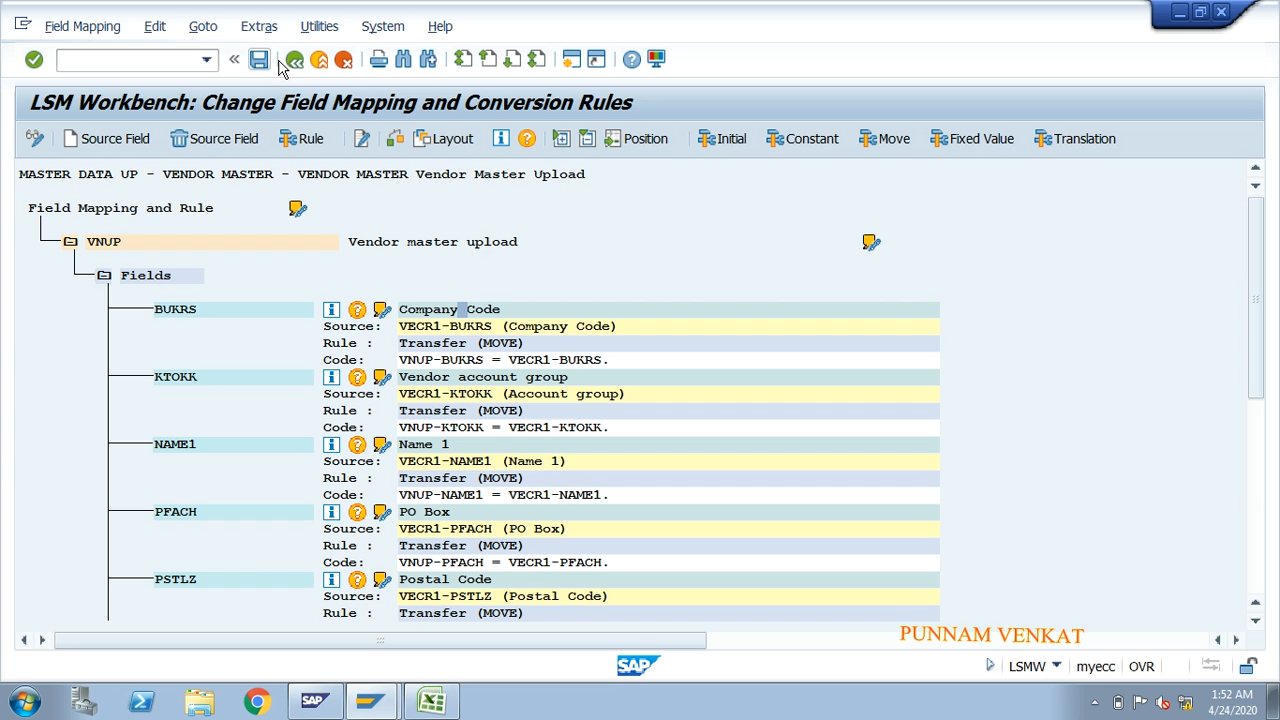 Field Mapping Edit Goto Extras Utilities System Help
LSM Workbench: Change Field Mapping and Conversion Rules
Source Field Source Field Rule Layout Position Initial Constant Move Fixed Value Translation
MASTER DATA UP - VENDOR MASTER - VENDOR MASTER Vendor Master Upload
Field Mapping and Rule
VNUP Vendor master upload
Fields
BUKRS Company Code
Source: VECR1-BUKRS (Company Code)
Rule : Transfer (MOVE)
Code: VNUP-BUKRS = VECR1-BUKRS.
KTOKK Vendor account group
Source: VECR1-KTOKK (Account group)
Rule : Transfer (MOVE)
Code: VNUP-KTOKK = VECR1-KTOKK.
NAME1 Name 1
Source: VECR1-NAME1 (Name 1)
Rule : Transfer (MOVE)
Code: VNUP-NAME1 = VECR1-NAME1.
PFACH PO Box
Source: VECR1-PFACH (PO Box)
Rule : Transfer (MOVE)
Code: VNUP-PFACH = VECR1-PFACH.
PSTLZ Postal Code
Source: VECR1-PSTLZ (Postal Code)
Rule : Transfer (MOVE)
PUNNAM VENKAT
SAP LSMW myecc OVR
SAP 1:52 AM
4/24/2020